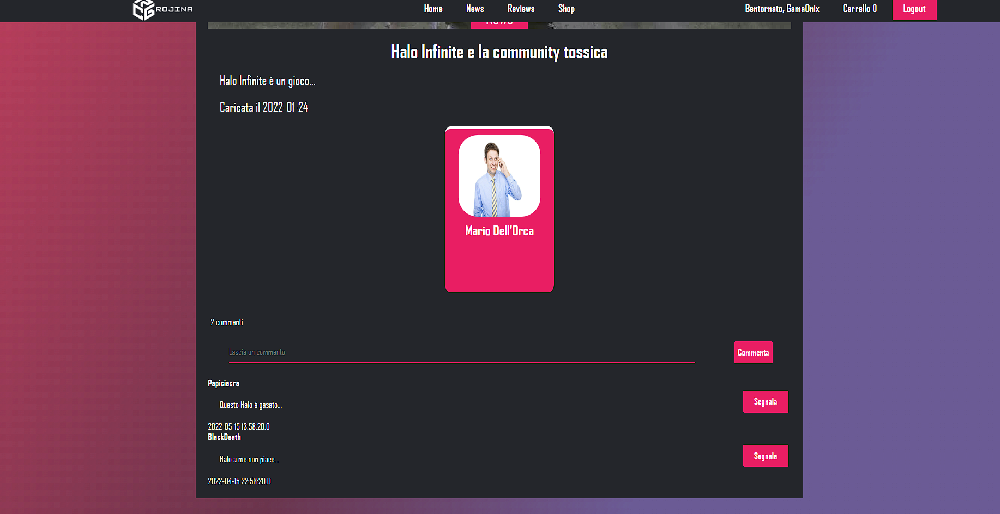 ROJINA
Home News Reviews Shop
Bentornato, GamaOnix Carrello 0 Logout
News
Halo Infinite e la community tossica
Halo Infinite è un gioco...
Caricata il 2022-01-24
Mario Dell'Orca
2 commenti
Lascia un commento
Commenta
Papiciacra
Questo Halo è gasato...
Segnala
2022-05-15 13:58:20.0
BlackDeath
Halo a me non piace...
Segnala
2022-04-15 22:58:20.0